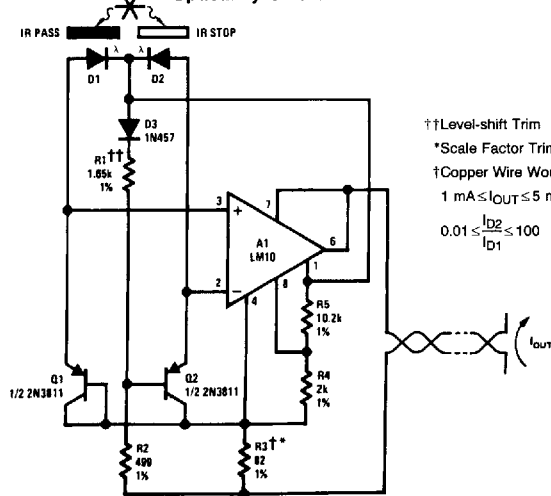 IR PASS
IR STOP
λ
λ
D1
D2
D3
1N457
R1††
1.65k
1%
††Level-shift Trim
*Scale Factor Trim
†Copper Wire Wou
1 mA≤IOUT≤5 m
0.01≤ID2/ID1≤100
7
3
+
A1
LM10
6
1
2
−
4
8
R5
10.2k
1%
IOUT
Q1
1/2 2N3811
Q2
1/2 2N3811
R4
2k
1%
R2
499
1%
R3†*
82
1%